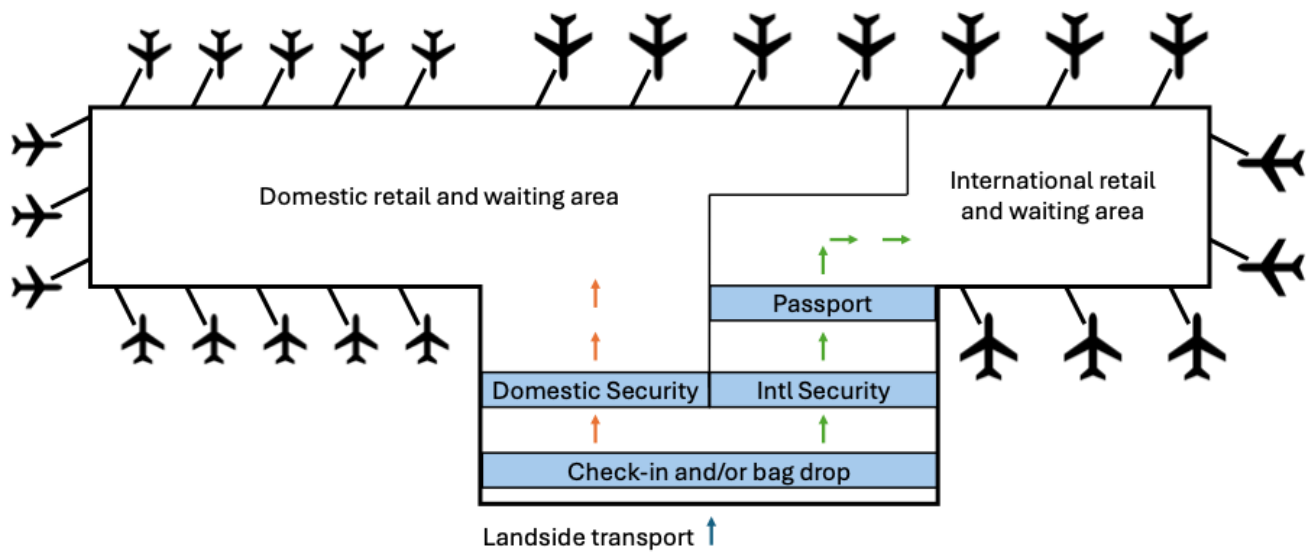 Domestic retail and waiting area
International retail
and waiting area
Passport
Domestic Security
Intl Security
Check-in and/or bag drop
Landside transport